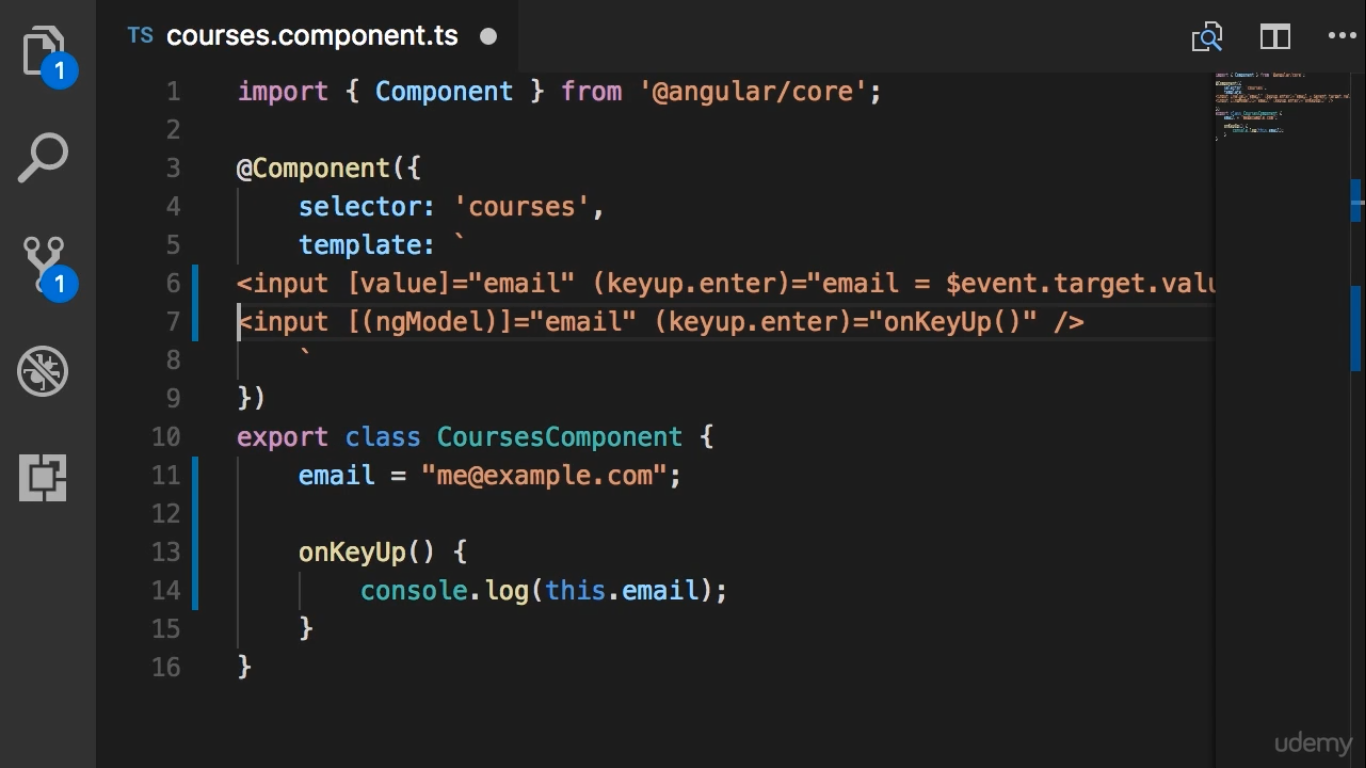 TS courses.component.ts
1
1
1 import { Component } from '@angular/core';
2
3 @Component({
4 selector: 'courses',
5 template: `
6 <input [value]="email" (keyup.enter)="email = $event.target.valu
7 <input [(ngModel)]="email" (keyup.enter)="onKeyUp()" />
8 `
9 })
10 export class CoursesComponent {
11 email = "me@example.com";
12
13 onKeyUp() {
14 console.log(this.email);
15 }
16 }
udemy